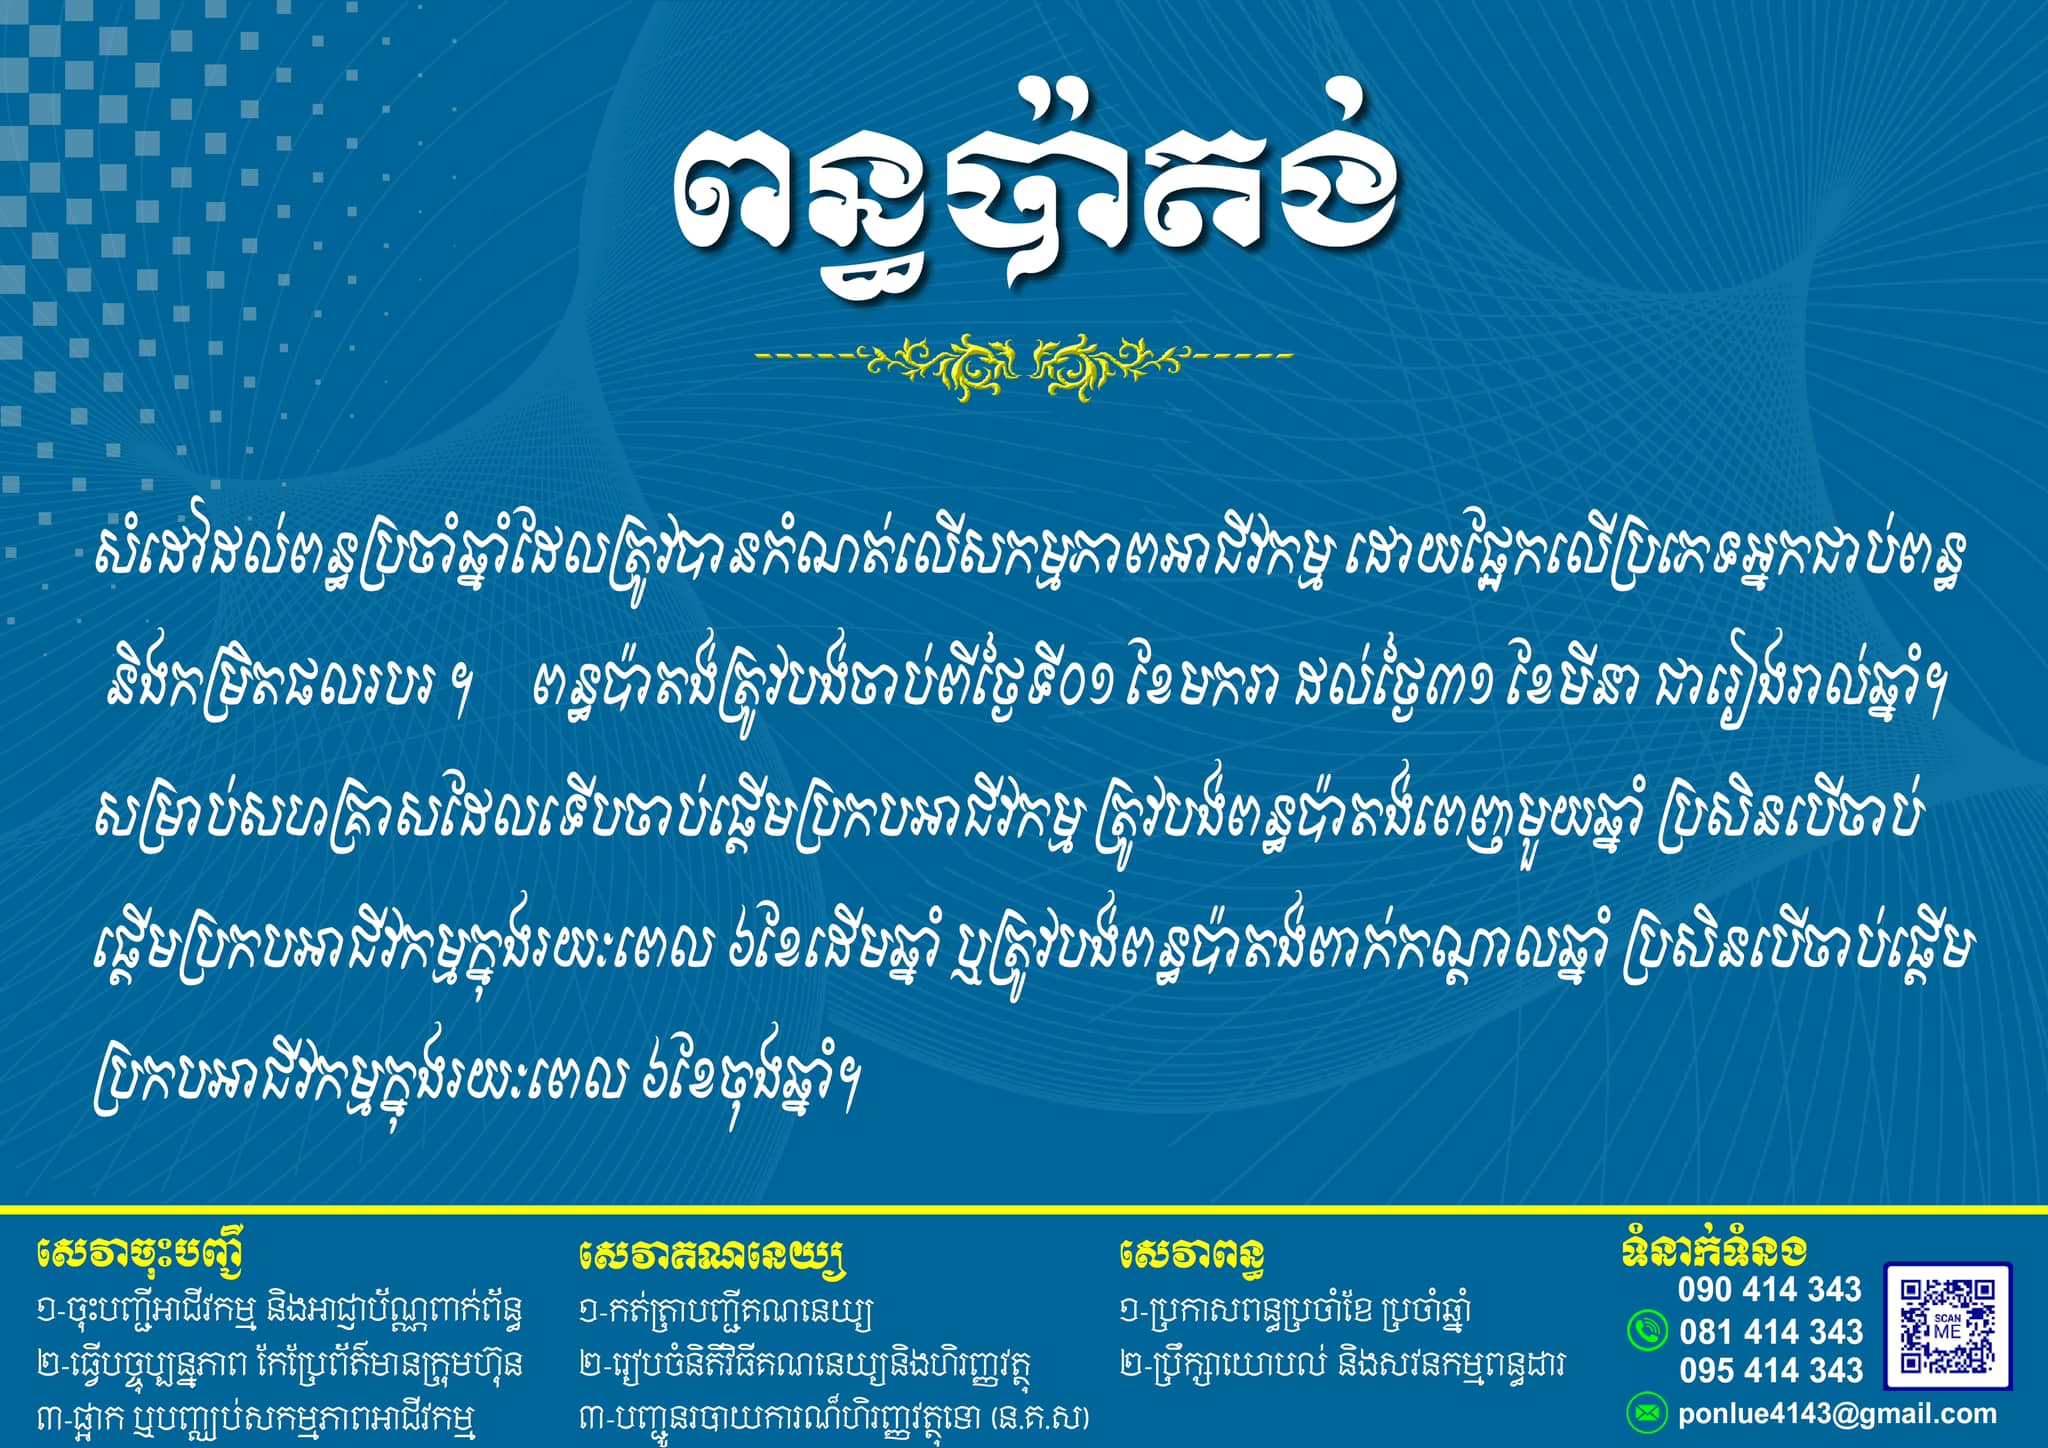 ពន្ធប៉ាតង់
សំដៅដល់ពន្ធប្រចាំឆ្នាំដែលត្រូវបានកំណត់លើសកម្មភាពអាជីវកម្ម ដោយផ្អែកលើប្រភេទអ្នកជាប់ពន្ធ
និងកម្រិតផលរបរ ។ ពន្ធប៉ាតង់ត្រូវបង់ចាប់ពីថ្ងៃទី០១ ខែមករា ដល់ថ្ងៃ៣១ ខែមីនា ជារៀងរាល់ឆ្នាំ។
សម្រាប់សហគ្រាសដែលទើបចាប់ផ្តើមប្រកបអាជីវកម្ម ត្រូវបង់ពន្ធប៉ាតង់ពេញមួយឆ្នាំ ប្រសិនបើចាប់
ផ្តើមប្រកបអាជីវកម្មក្នុងរយៈពេល ៦ខែដើមឆ្នាំ ឬត្រូវបង់ពន្ធប៉ាតង់ពាក់កណ្តាលឆ្នាំ ប្រសិនបើចាប់ផ្តើម
ប្រកបអាជីវកម្មក្នុងរយៈពេល ៦ខែចុងឆ្នាំ។
សេវាចុះបញ្ជី
១-ចុះបញ្ជីអាជីវកម្ម និងអាជ្ញាប័ណ្ណពាក់ព័ន្ធ
២-ធ្វើបច្ចុប្បន្នភាព កែប្រែព័ត៌មានក្រុមហ៊ុន
៣-ផ្អាក ឬបញ្ឈប់សកម្មភាពអាជីវកម្ម
សេវាគណនេយ្យ
១-កត់ត្រាបញ្ជីគណនេយ្យ
២-រៀបចំនិតិវិធីគណនេយ្យនិងហិរញ្ញវត្ថុ
៣-បញ្ជូនរបាយការណ៍ហិរញ្ញវត្ថុទៅ (ន.គ.ស)
សេវាពន្ធ
១-ប្រកាសពន្ធប្រចាំខែ ប្រចាំឆ្នាំ
២-ប្រឹក្សាយោបល់ និងសវនកម្មពន្ធដារ
ទំនាក់ទំនង
090 414 343
081 414 343
095 414 343
ponlue4143@gmail.com
SCAN
ME